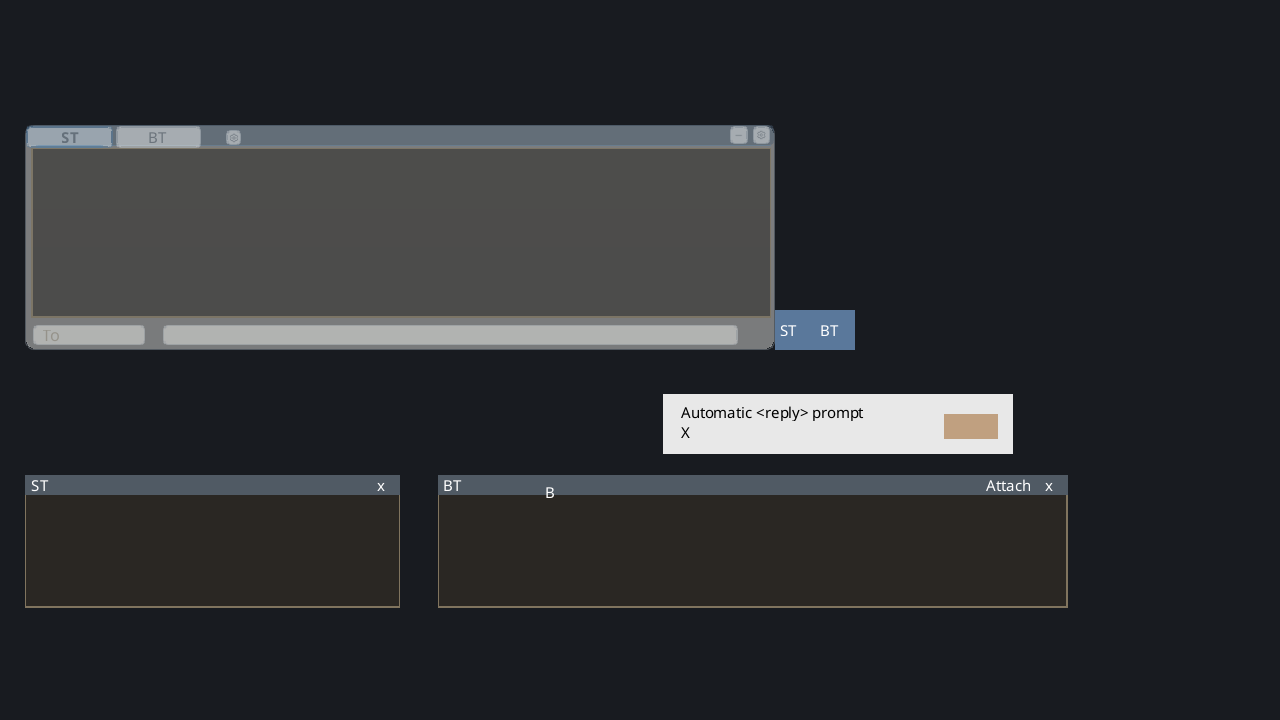 ST BT
To
ST BT
Automatic <reply> prompt
X
ST x
BT Attach x
B